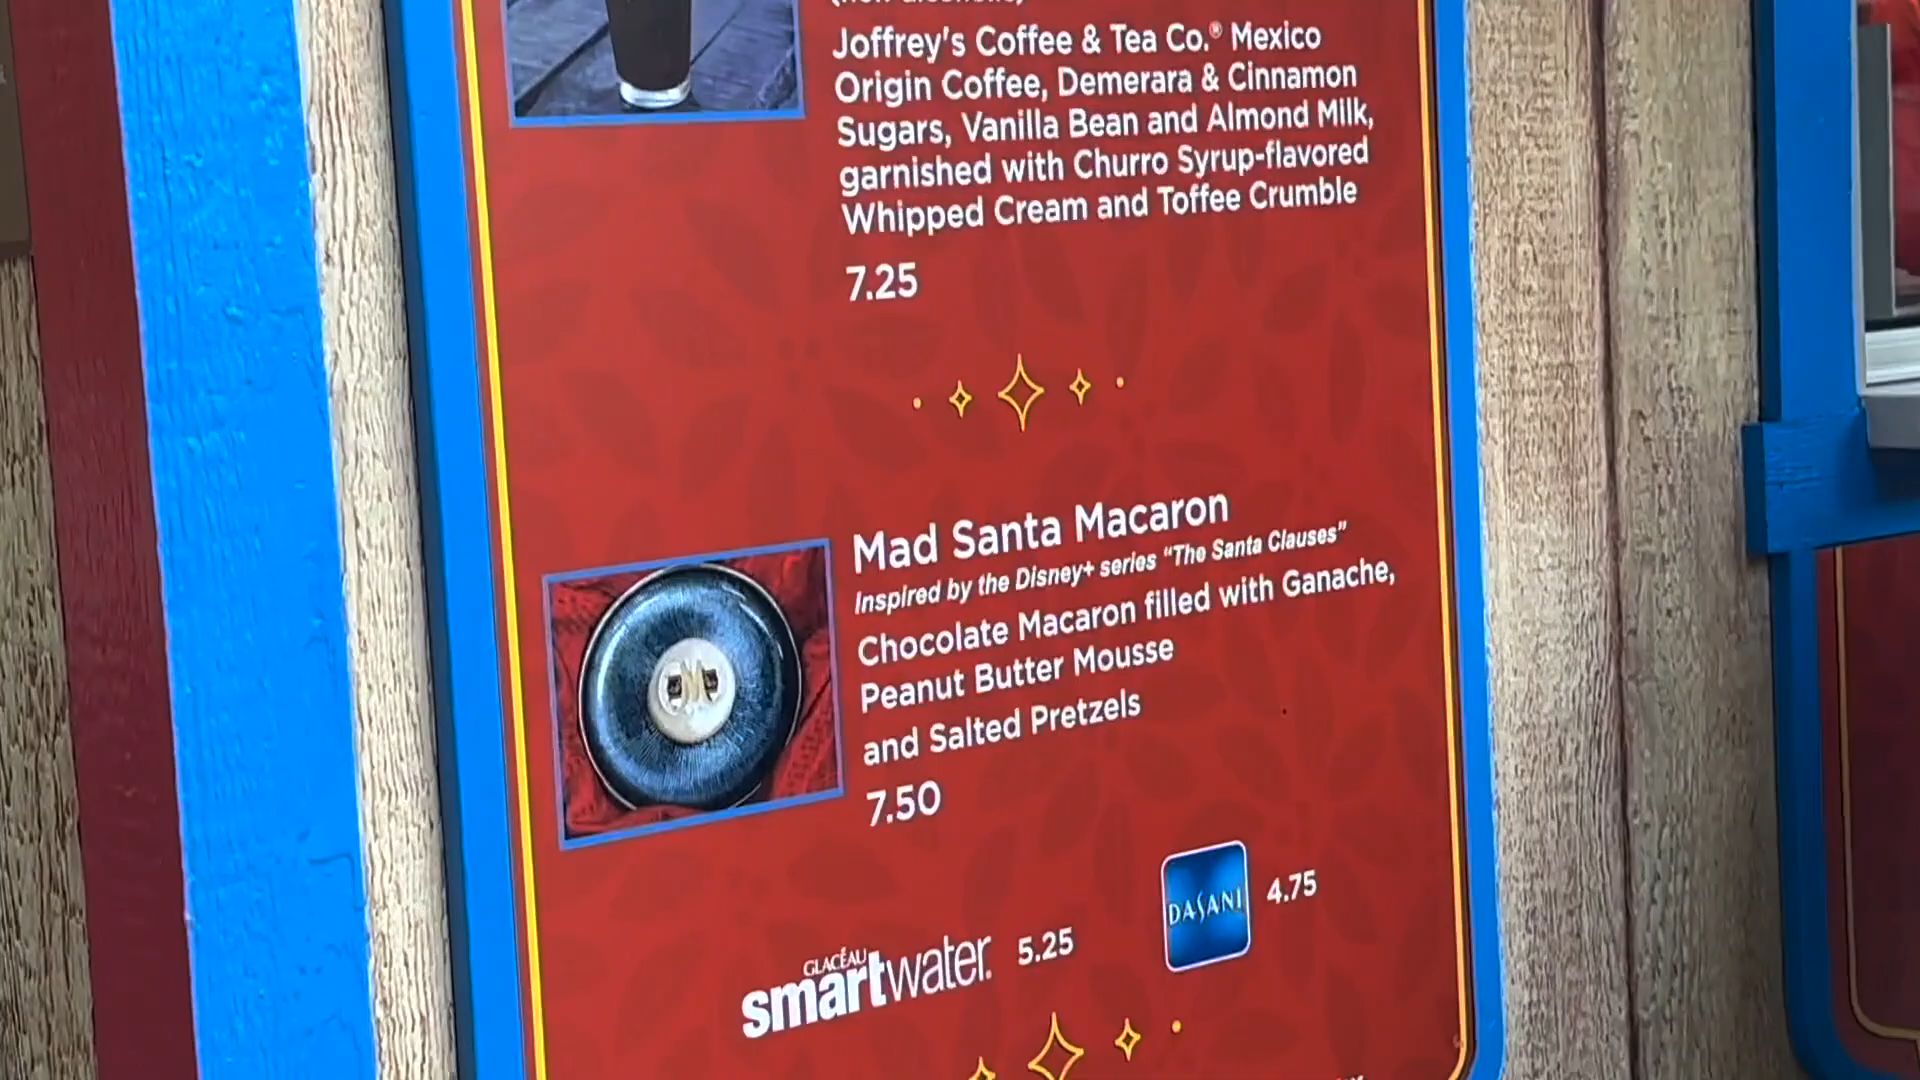 Joffrey's Coffee & Tea Co.® Mexico
Origin Coffee, Demerara & Cinnamon
Sugars, Vanilla Bean and Almond Milk,
garnished with Churro Syrup-flavored
Whipped Cream and Toffee Crumble
7.25
Mad Santa Macaron
Inspired by the Disney+ series “The Santa Clauses”
Chocolate Macaron filled with Ganache,
Peanut Butter Mousse
and Salted Pretzels
7.50
DASANI 4.75
GLACÉAU
smartwater. 5.25